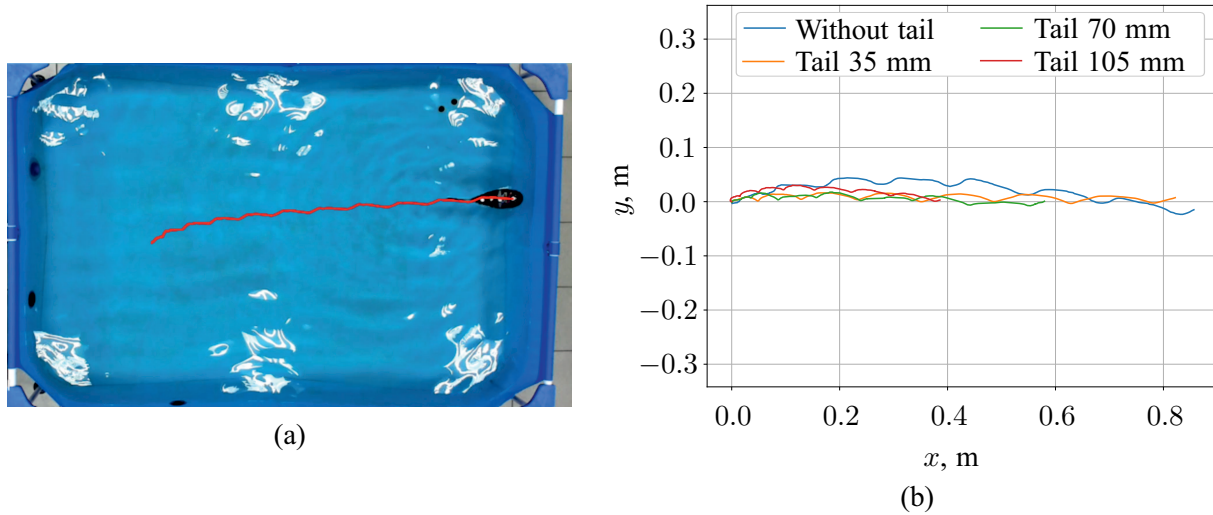 Without tail
Tail 35 mm
Tail 70 mm
Tail 105 mm
0.3
0.2
0.1
0.0
−0.1
−0.2
−0.3
y, m
0.0 0.2 0.4 0.6 0.8
x, m
(a)
(b)